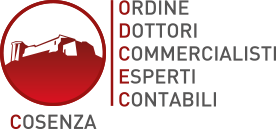 ORDINE
DOTTORI
COMMERCIALISTI
ESPERTI
CONTABILI
COSENZA